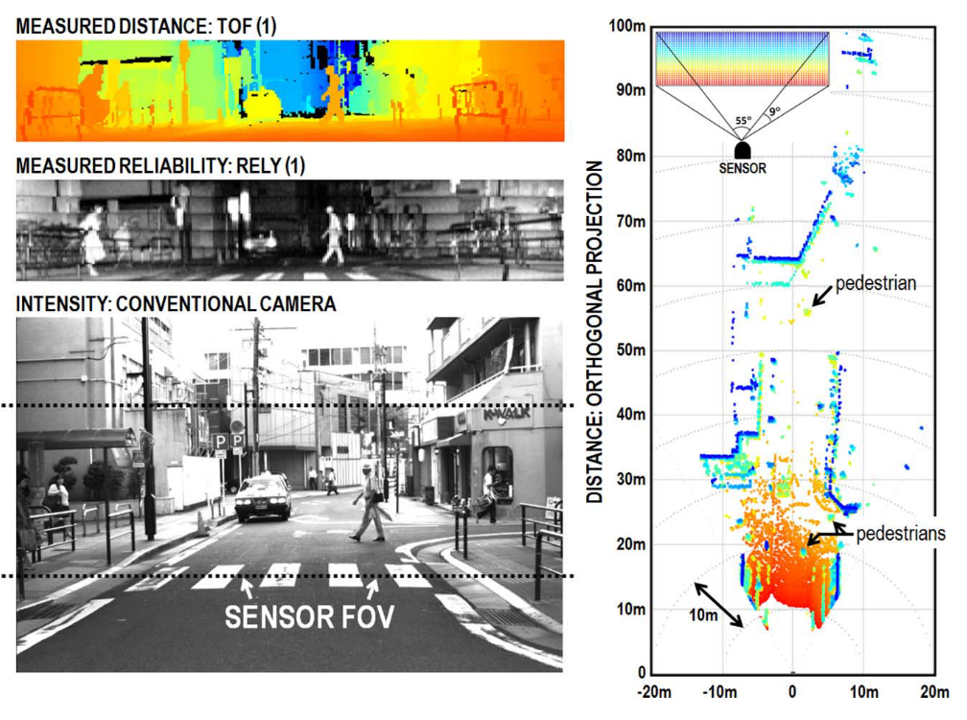 MEASURED DISTANCE: TOF (1)
MEASURED RELIABILITY: RELY (1)
INTENSITY: CONVENTIONAL CAMERA
P
P
K-WALK
SENSOR FOV
DISTANCE: ORTHOGONAL PROJECTION
100m
90m
80m
70m
60m
50m
40m
30m
20m
10m
0
-20m
-10m
0
10m
20m
55°
9°
SENSOR
pedestrian
pedestrians
10m